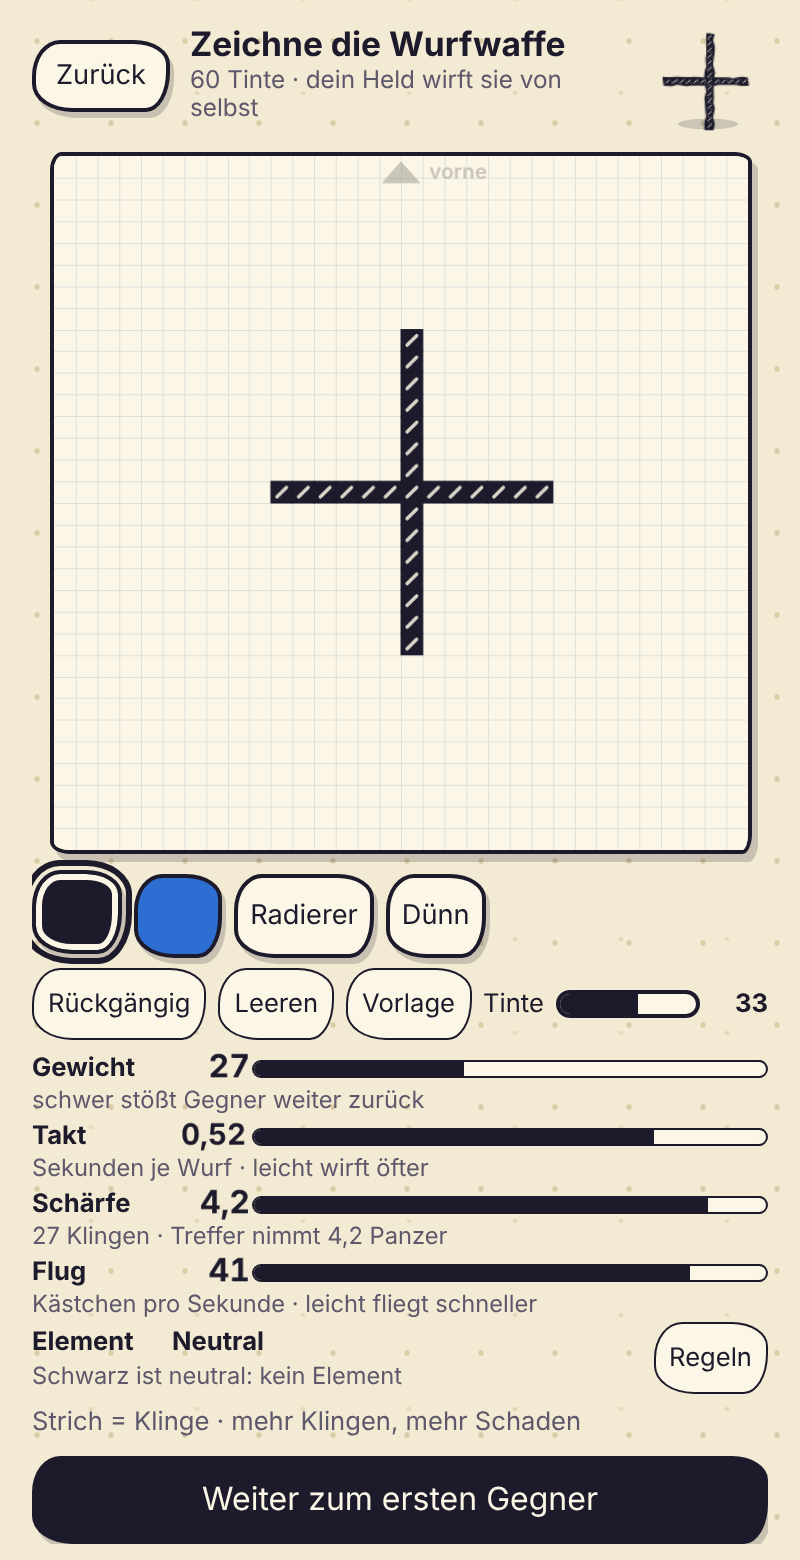 Zurück
Zeichne die Wurfwaffe
60 Tinte · dein Held wirft sie von
selbst
vorne
Radierer
Dünn
Rückgängig
Leeren
Vorlage
Tinte
33
Gewicht 27
schwer stößt Gegner weiter zurück
Takt 0,52
Sekunden je Wurf · leicht wirft öfter
Schärfe 4,2
27 Klingen · Treffer nimmt 4,2 Panzer
Flug 41
Kästchen pro Sekunde · leicht fliegt schneller
Element Neutral
Schwarz ist neutral: kein Element
Regeln
Strich = Klinge · mehr Klingen, mehr Schaden
Weiter zum ersten Gegner